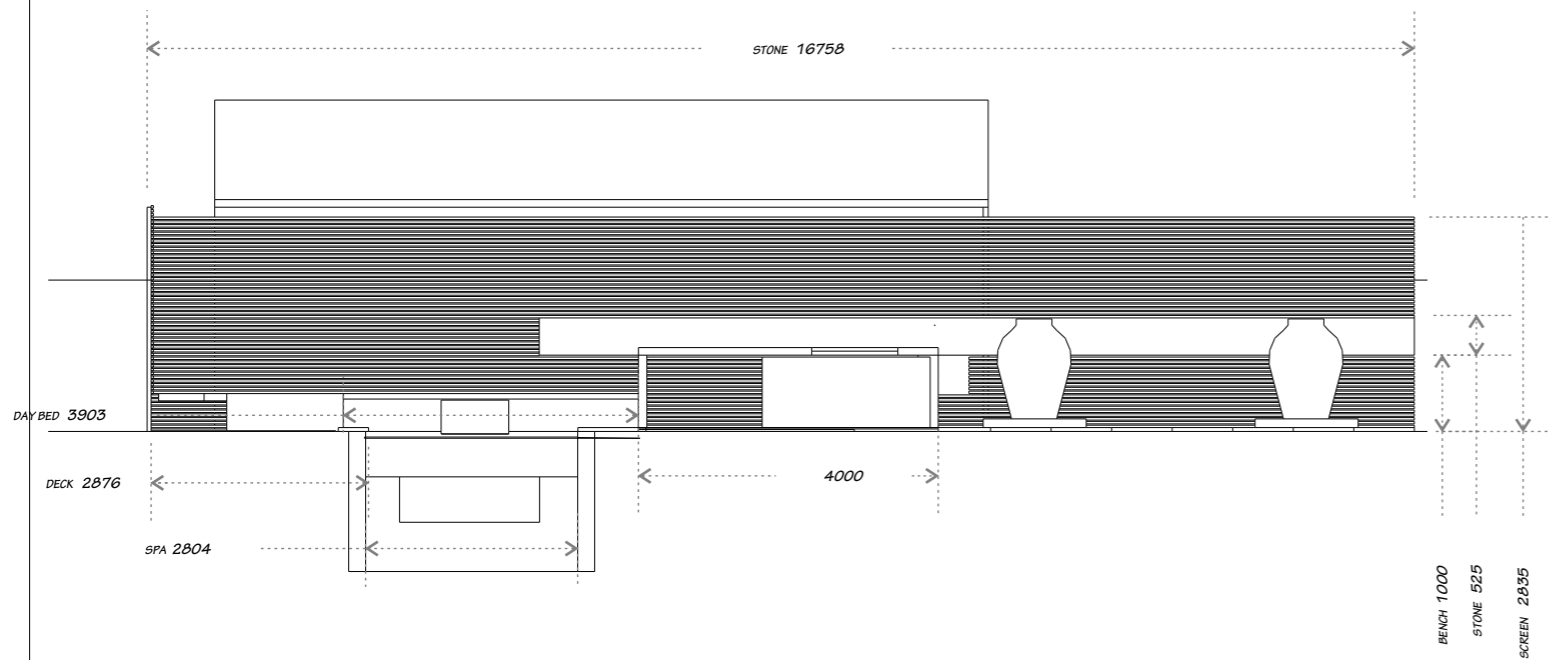 STONE 16758
DAY BED 3903
DECK 2876
4000
SPA 2804
BENCH 1000
STONE 525
SCREEN 2835